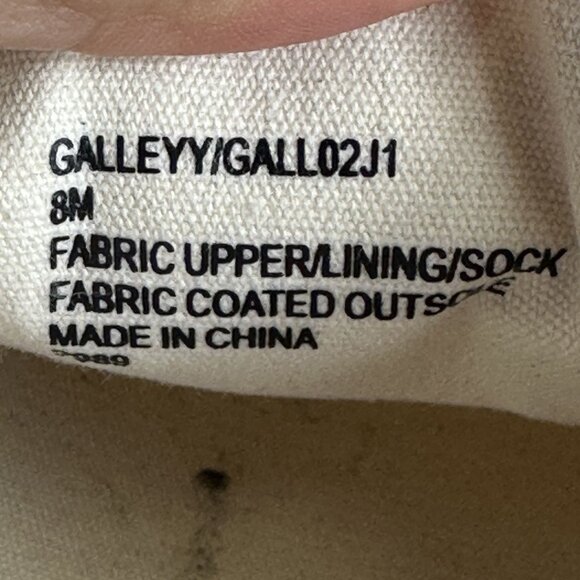 GALLEYY/GALL02J1
8M
FABRIC UPPER/LINING/SOCK
FABRIC COATED OUTSOLE
MADE IN CHINA